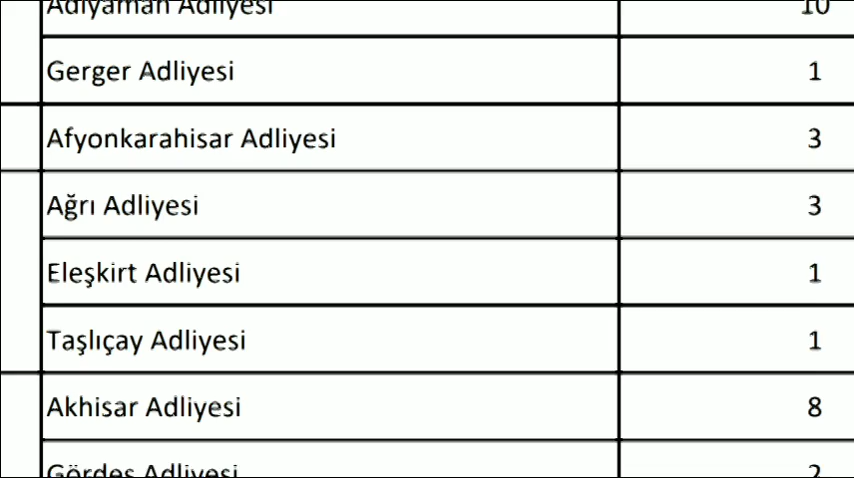 Adıyaman Adliyesi 10
Gerger Adliyesi 1
Afyonkarahisar Adliyesi 3
Ağrı Adliyesi 3
Eleşkirt Adliyesi 1
Taşlıçay Adliyesi 1
Akhisar Adliyesi 8
Gördes Adliyesi 2